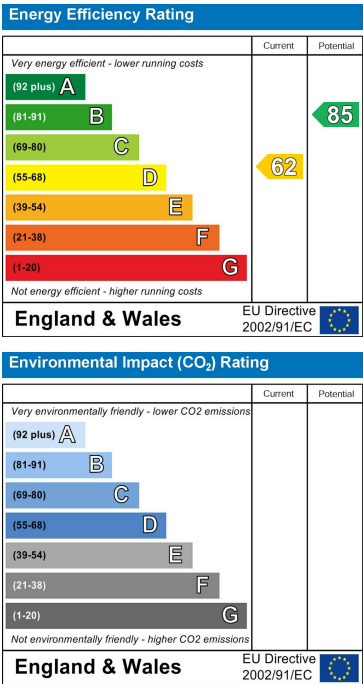 Energy Efficiency Rating
Current Potential
Very energy efficient - lower running costs
(92 plus) A
(81-91) B
85
(69-80) C
(55-68) D
62
(39-54) E
(21-38) F
(1-20) G
Not energy efficient - higher running costs
England & Wales
EU Directive
2002/91/EC
Environmental Impact (CO₂) Rating
Current Potential
Very environmentally friendly - lower CO2 emissions
(92 plus) A
(81-91) B
(69-80) C
(55-68) D
(39-54) E
(21-38) F
(1-20) G
Not environmentally friendly - higher CO2 emissions
England & Wales
EU Directive
2002/91/EC